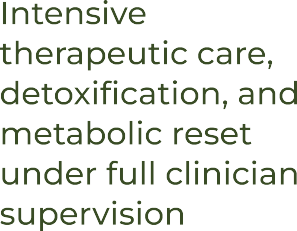 Intensive
therapeutic care,
detoxification, and
metabolic reset
under full clinician
supervision